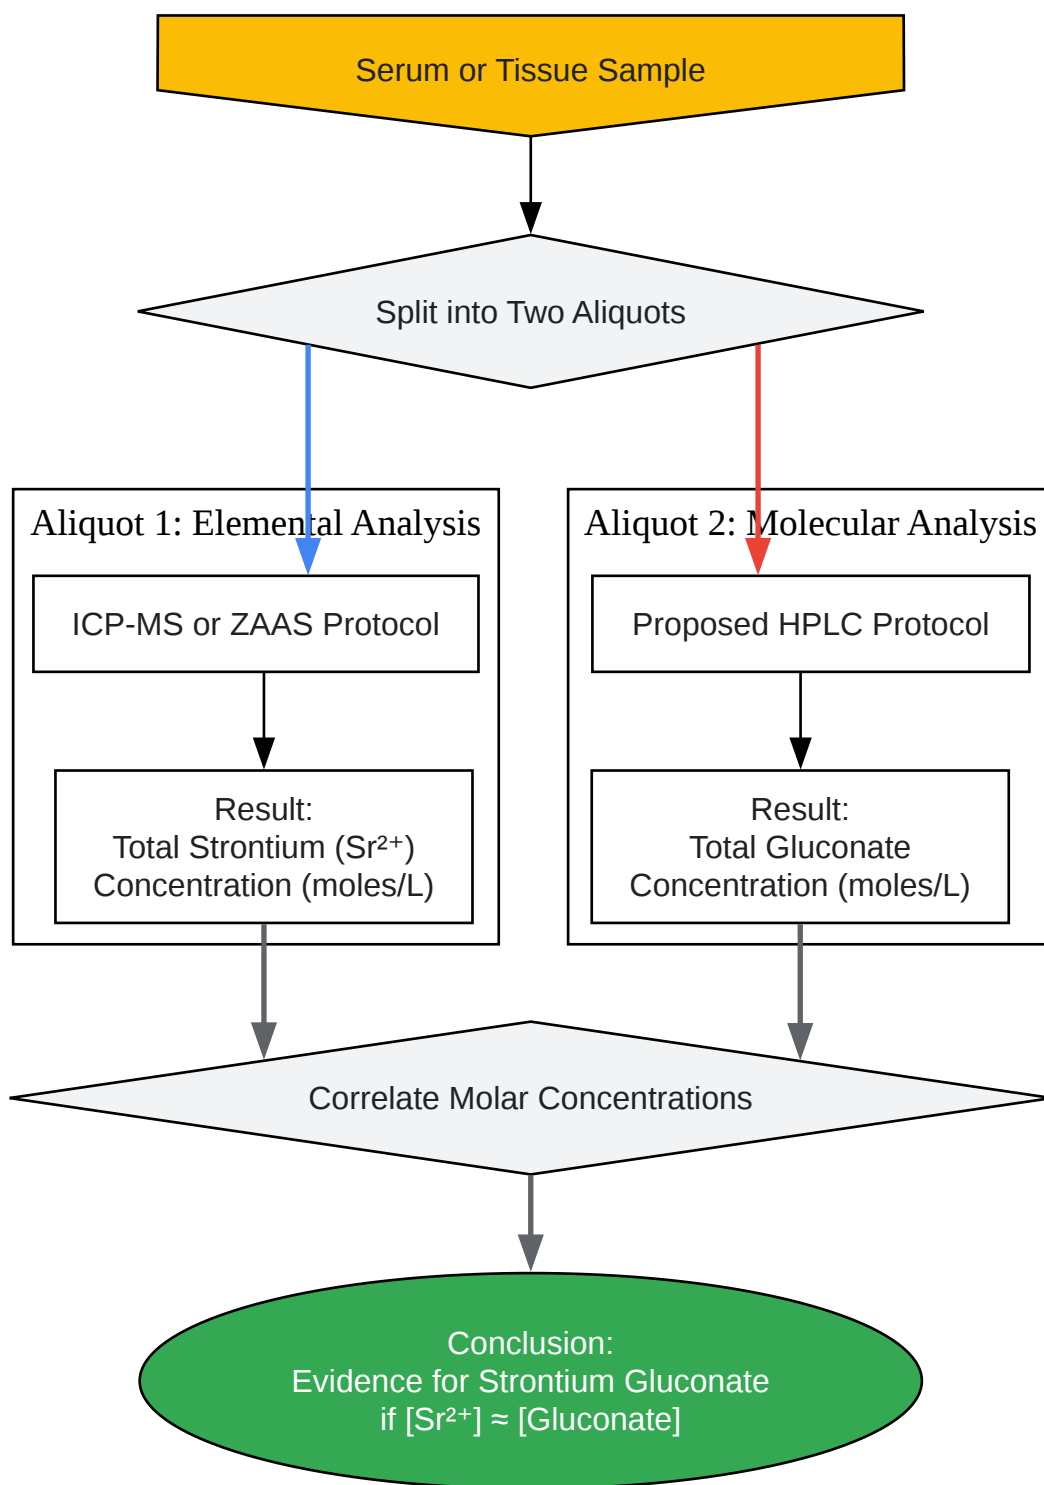 Serum or Tissue Sample
Split into Two Aliquots
Aliquot 1: Elemental Analysis
ICP-MS or ZAAS Protocol
Result:
Total Strontium (Sr²⁺)
Concentration (moles/L)
Aliquot 2: Molecular Analysis
Proposed HPLC Protocol
Result:
Total Gluconate
Concentration (moles/L)
Correlate Molar Concentrations
Conclusion:
Evidence for Strontium Gluconate
if [Sr²⁺] ≈ [Gluconate]